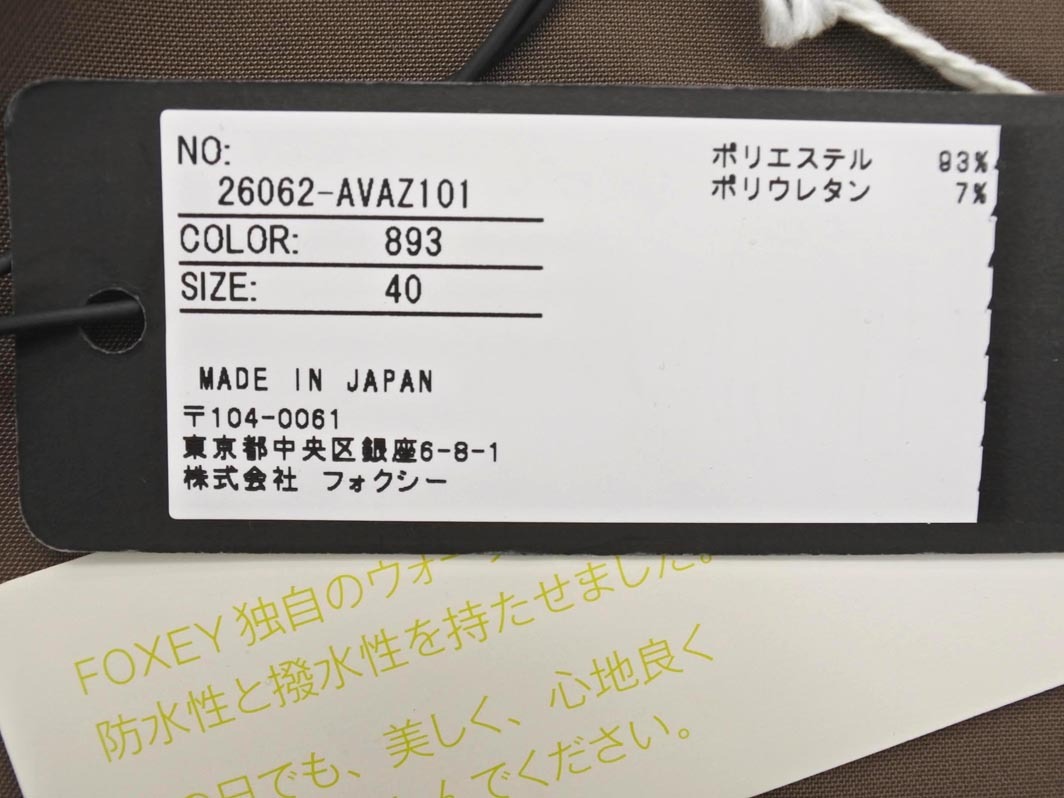 NO:
26062-AVAZ101
COLOR: 893
SIZE: 40
ポリエステル 93%
ポリウレタン 7%
MADE IN JAPAN
〒104-0061
東京都中央区銀座6-8-1
株式会社 フォクシー
FOXEY 独自のウォー
防水性と撥水性を持たせました。
日でも、美しく、心地良く
んでください。